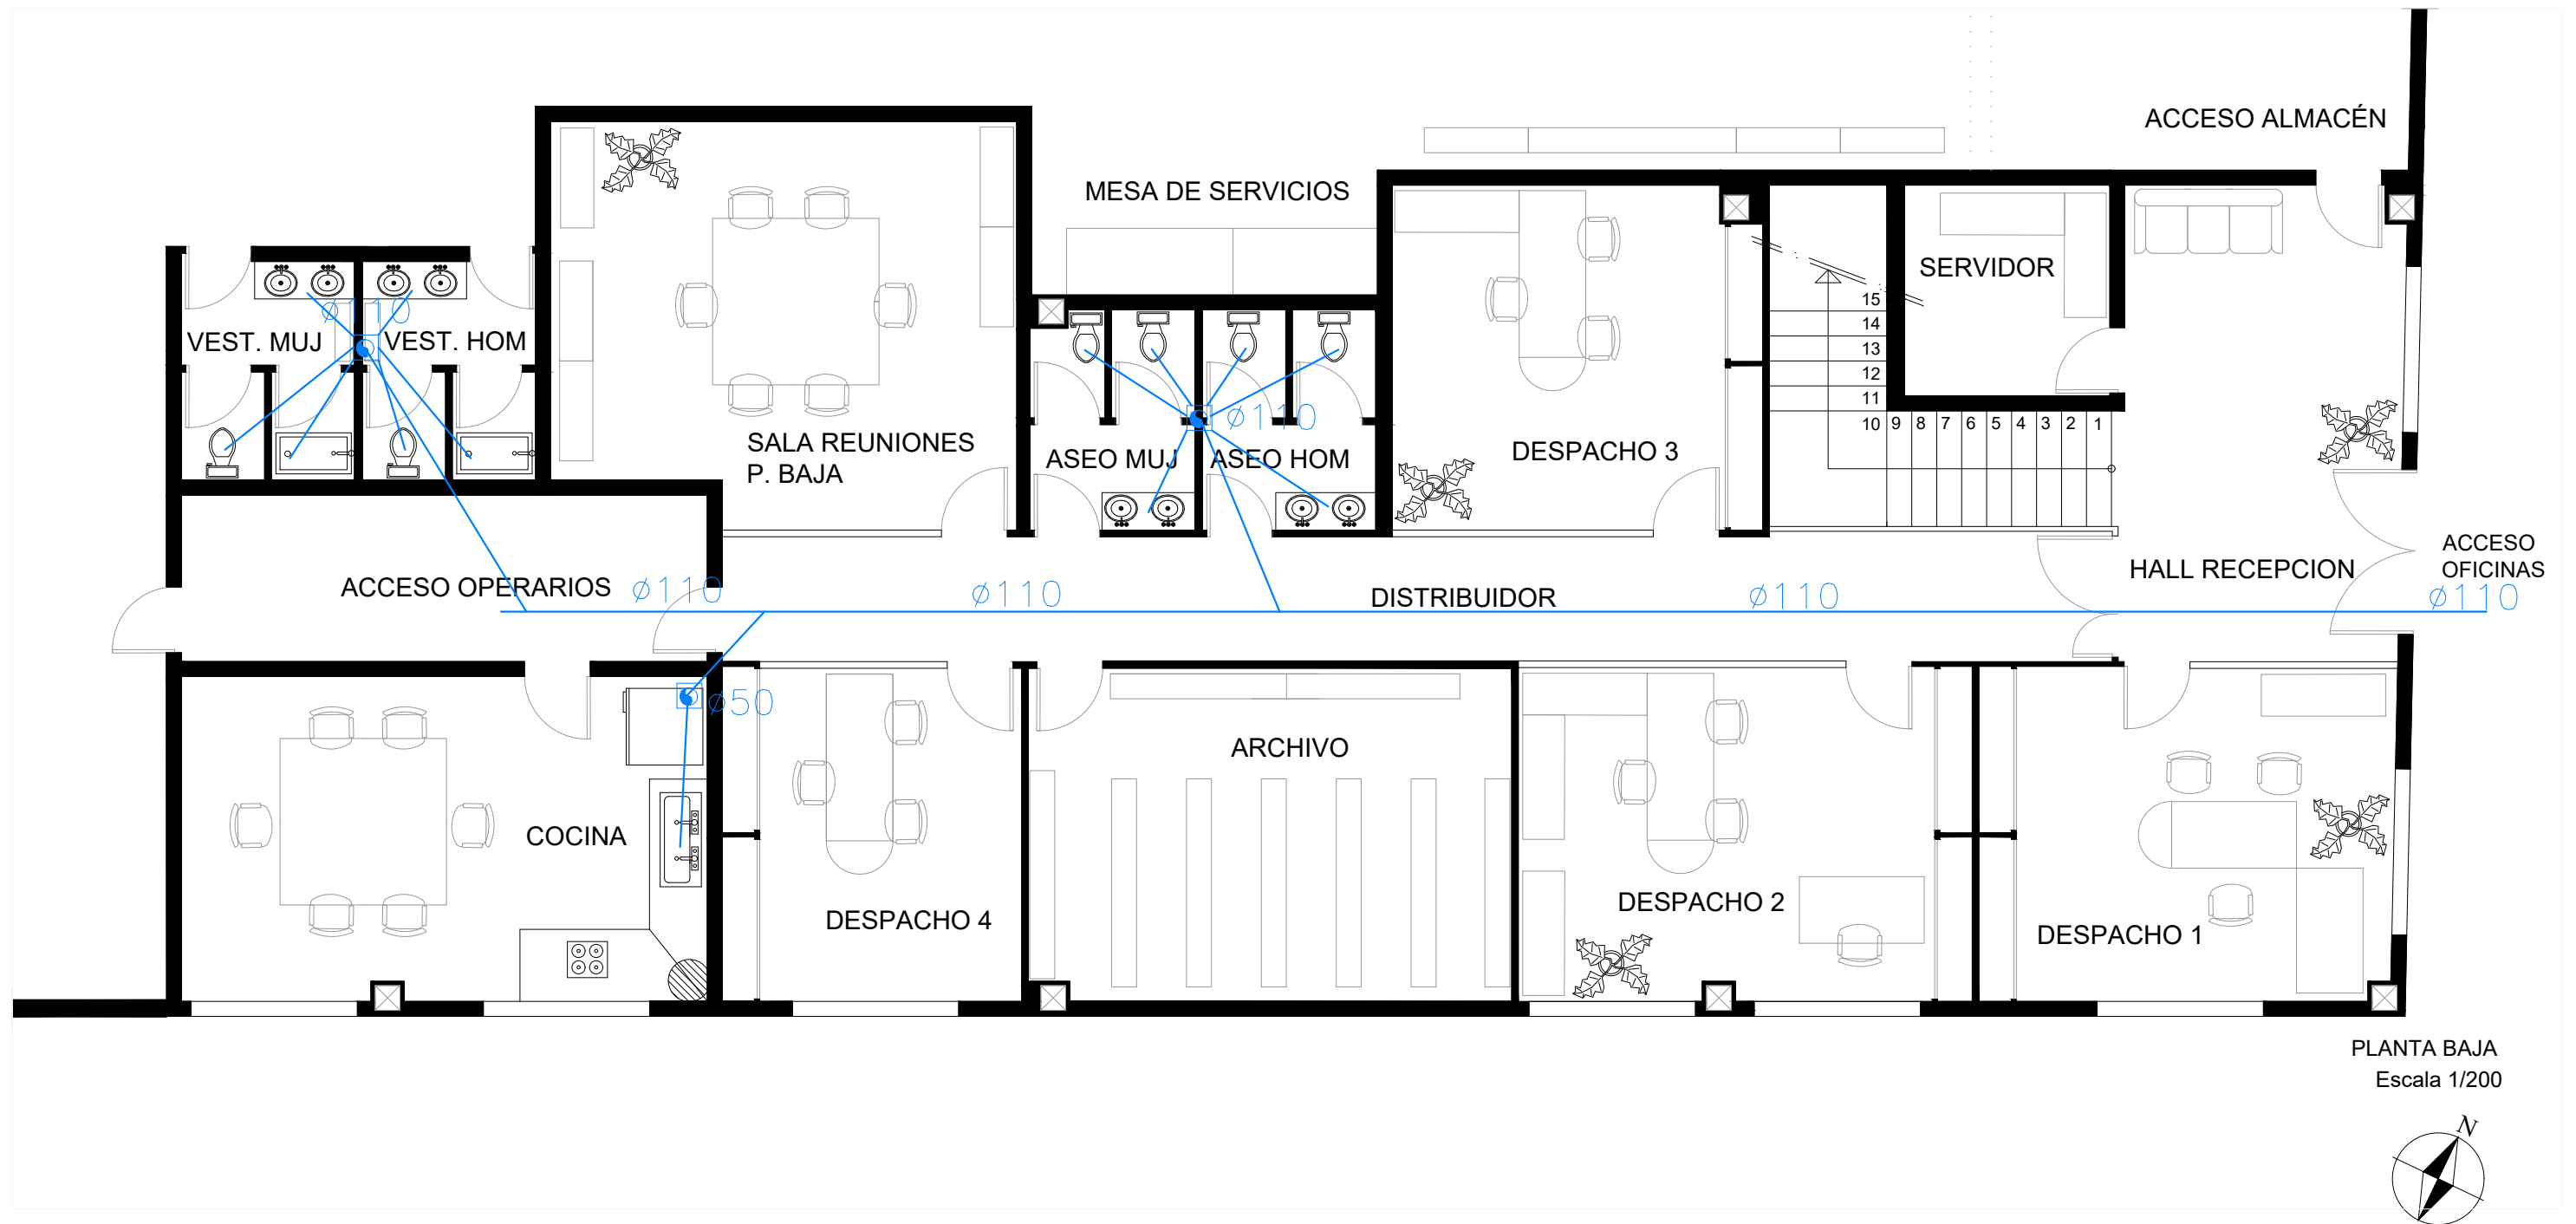 ACCESO ALMACÉN
MESA DE SERVICIOS
SERVIDOR
ø110
VEST. MUJ
VEST. HOM
15
14
13
12
11
10 9 8 7 6 5 4 3 2 1
ø110
SALA REUNIONES
P. BAJA
ASEO MUJ
ASEO HOM
DESPACHO 3
ACCESO
OFICINAS
HALL RECEPCION
ACCESO OPERARIOS
ø110
ø110
DISTRIBUIDOR
ø110
ø110
ø50
ARCHIVO
COCINA
DESPACHO 4
DESPACHO 2
DESPACHO 1
PLANTA BAJA
Escala 1/200
N